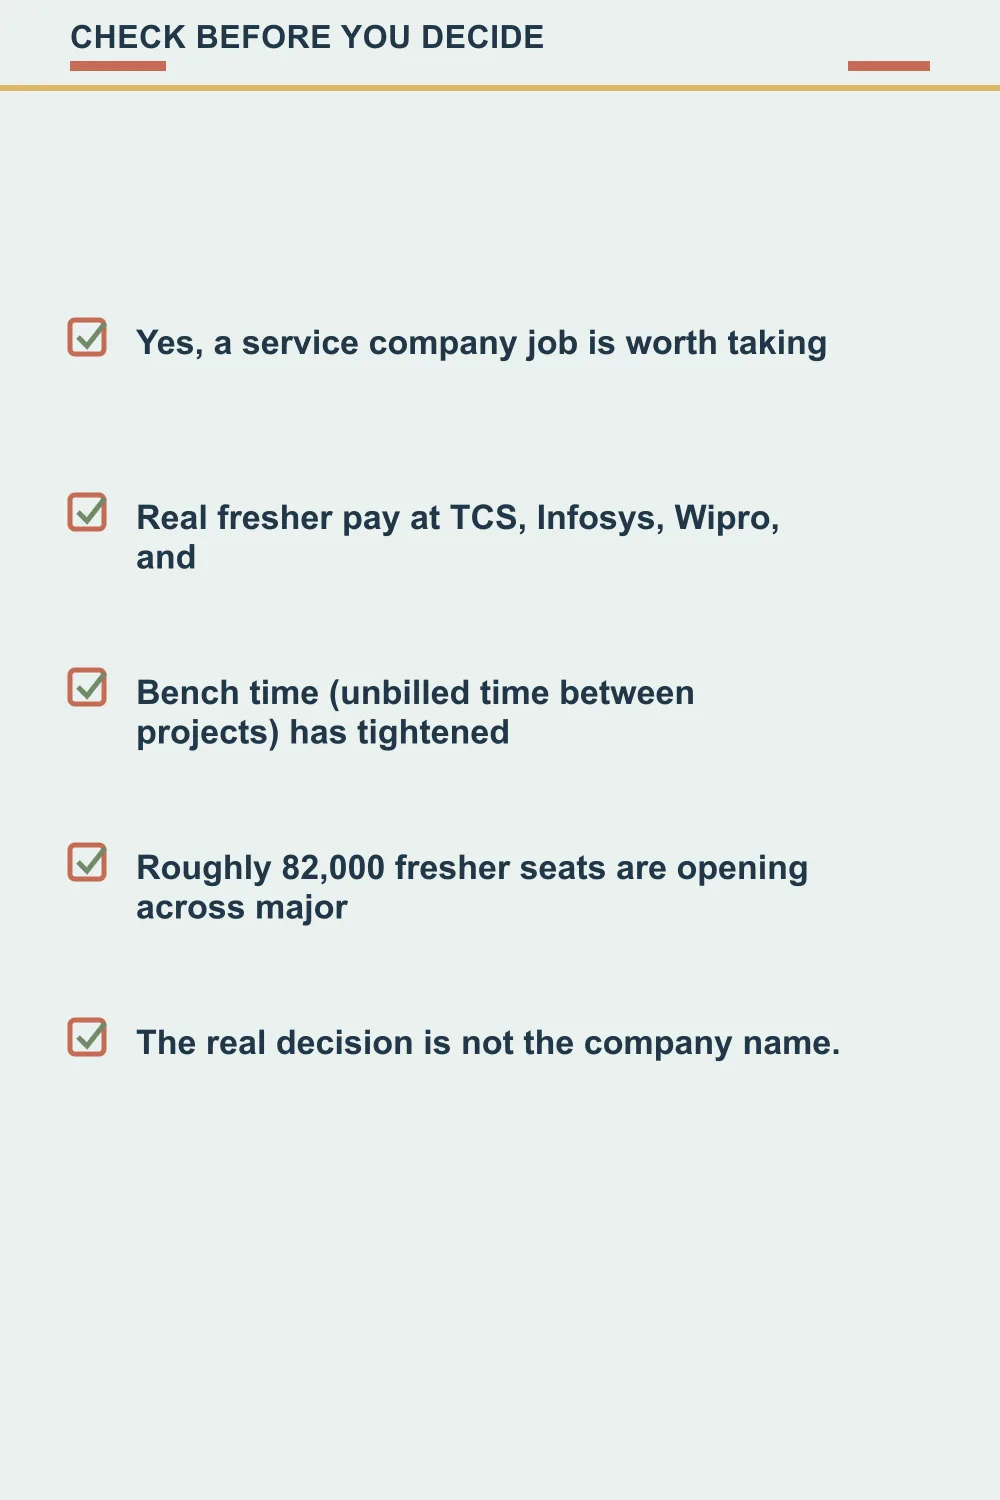 CHECK BEFORE YOU DECIDE
Yes, a service company job is worth taking
Real fresher pay at TCS, Infosys, Wipro,
and
Bench time (unbilled time between
projects) has tightened
Roughly 82,000 fresher seats are opening
across major
The real decision is not the company name.